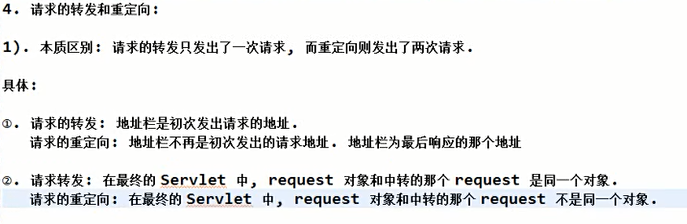 4. 请求的转发和重定向:
1). 本质区别: 请求的转发只发出了一次请求, 而重定向则发出了两次请求.
具体:
①. 请求的转发: 地址栏是初次发出请求的地址.
请求的重定向: 地址栏不再是初次发出的请求地址. 地址栏为最后响应的那个地址
②. 请求转发: 在最终的 Servlet 中, request 对象和中转的那个 request 是同一个对象.
请求的重定向: 在最终的 Servlet 中, request 对象和中转的那个 request 不是同一个对象.